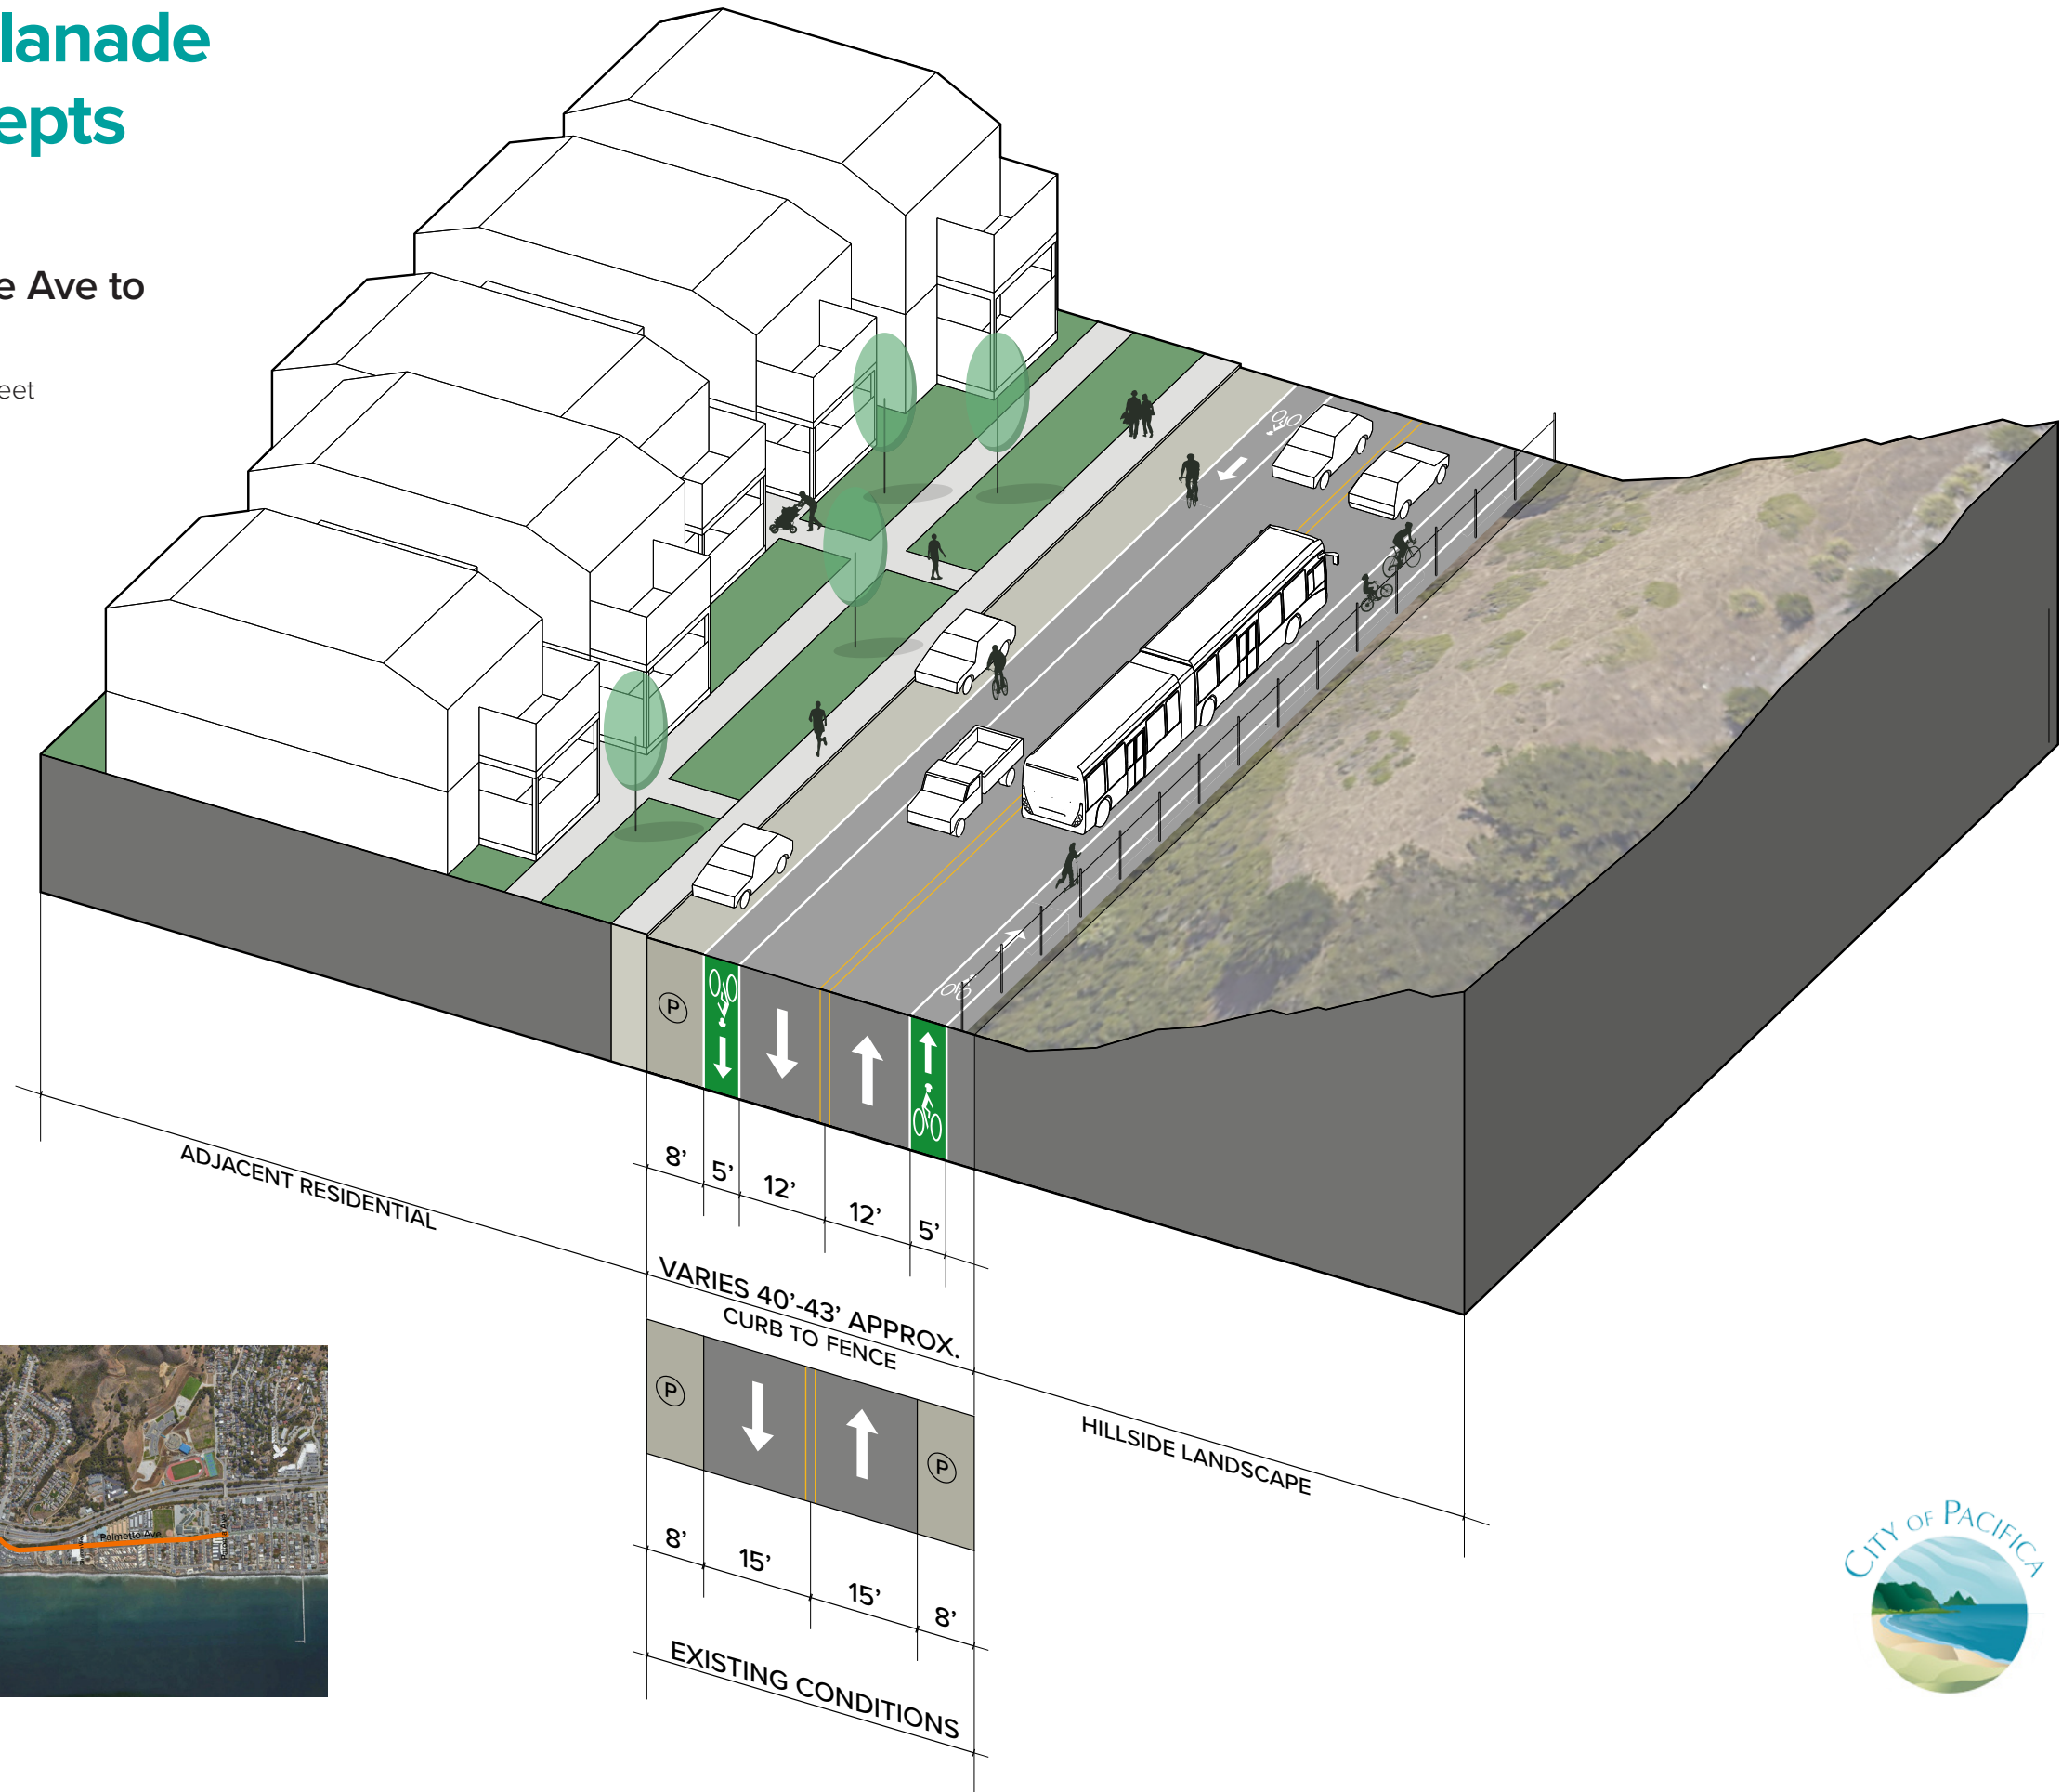 lanade
epts
e Ave to
eet
P
8’
5’
12’
12’
5’
ADJACENT RESIDENTIAL
VARIES 40’-43’ APPROX.
CURB TO FENCE
HILLSIDE LANDSCAPE
P
P
8’
15’
15’
8’
EXISTING CONDITIONS
Palmetto Ave
CITY OF PACIFICA